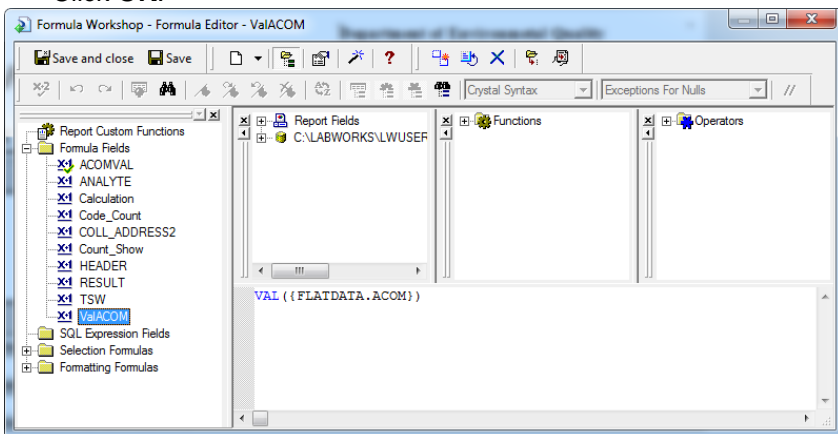 Click OK.
Formula Workshop - Formula Editor - ValACOM
Save and close Save
Crystal Syntax Exceptions For Nulls //
Report Custom Functions
Formula Fields
ACOMVAL
ANALYTE
Calculation
Code_Count
COLL_ADDRESS2
Count_Show
HEADER
RESULT
TSW
ValACOM
SQL Expression Fields
Selection Formulas
Formatting Formulas
Report Fields
C:\LABWORKS\LWUSER
Functions
Operators
VAL({FLATDATA.ACOM})